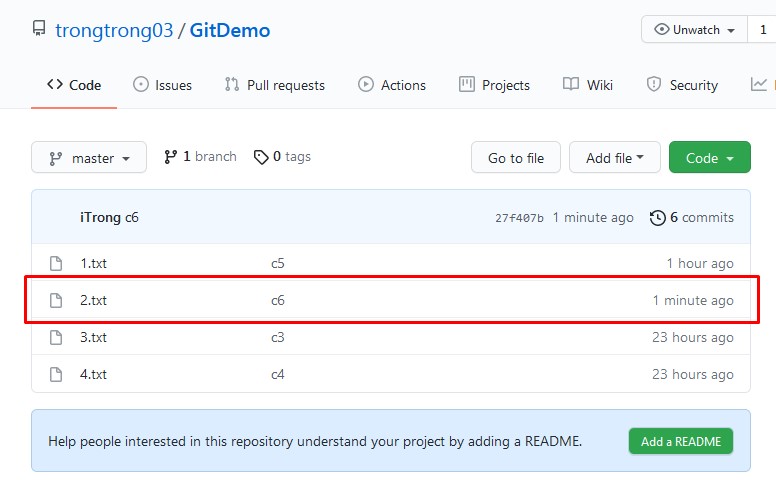 trongtrong03 / GitDemo
Unwatch 1
Code Issues Pull requests Actions Projects Wiki Security
master 1 branch 0 tags Go to file Add file Code
iTrong c6 27f407b 1 minute ago 6 commits
1.txt c5 1 hour ago
2.txt c6 1 minute ago
3.txt c3 23 hours ago
4.txt c4 23 hours ago
Help people interested in this repository understand your project by adding a README. Add a README